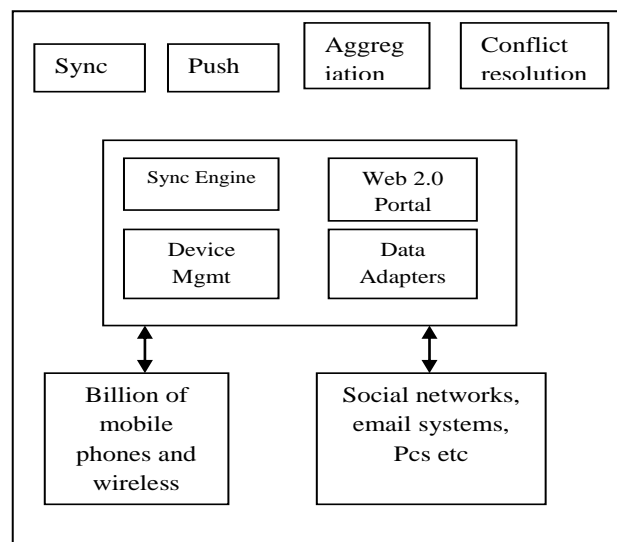 Sync
Push
Aggreg
iation
Conflict
resolution
Sync Engine
Web 2.0
Portal
Device
Mgmt
Data
Adapters
Billion of
mobile
phones and
wireless
Social networks,
email systems,
Pcs etc